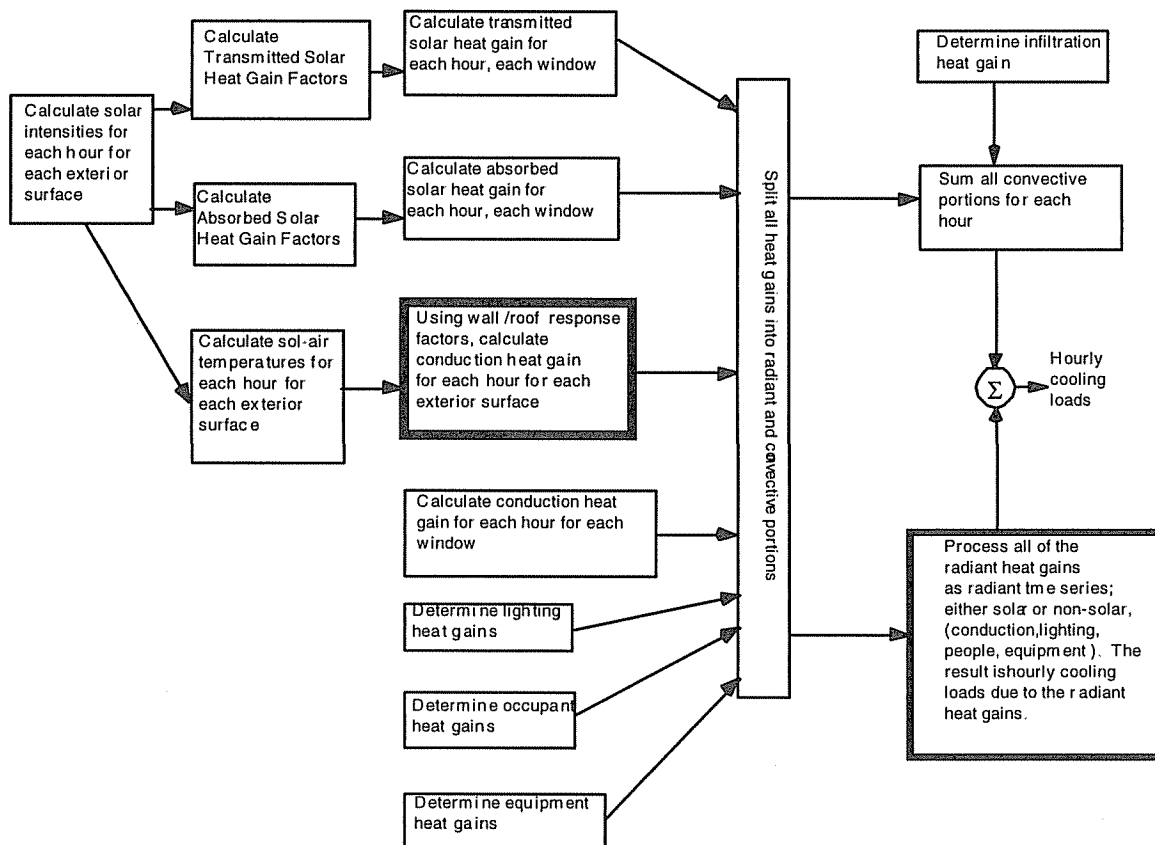 Calculate solar
intensities for
each hour for
each exterior
surface
Calculate
Transmitted Solar
Heat Gain Factors
Calculate transmitted
solar heat gain for
each hour, each window
Calculate
Absorbed Solar
Heat Gain Factors
Calculate absorbed
solar heat gain for
each hour, each window
Calculate sol-air
temperatures for
each hour for
each exterior
surface
Using wall /roof response
factors, calculate
conduction heat gain
for each hour for each
exterior surface
Calculate conduction heat
gain for each hour for each
window
Determine lighting
heat gains
Determine occupant
heat gains
Determine equipment
heat gains
Split all heat gains into radiant and covective portions
Determine infiltration
heat gain
Sum all convective
portions for each
hour
Σ
Hourly
cooling
loads
Process all of the
radiant heat gains
as radiant tme series;
either solar or non-solar,
(conduction,lighting,
people, equipment ). The
result ishourly cooling
loads due to the radiant
heat gains.